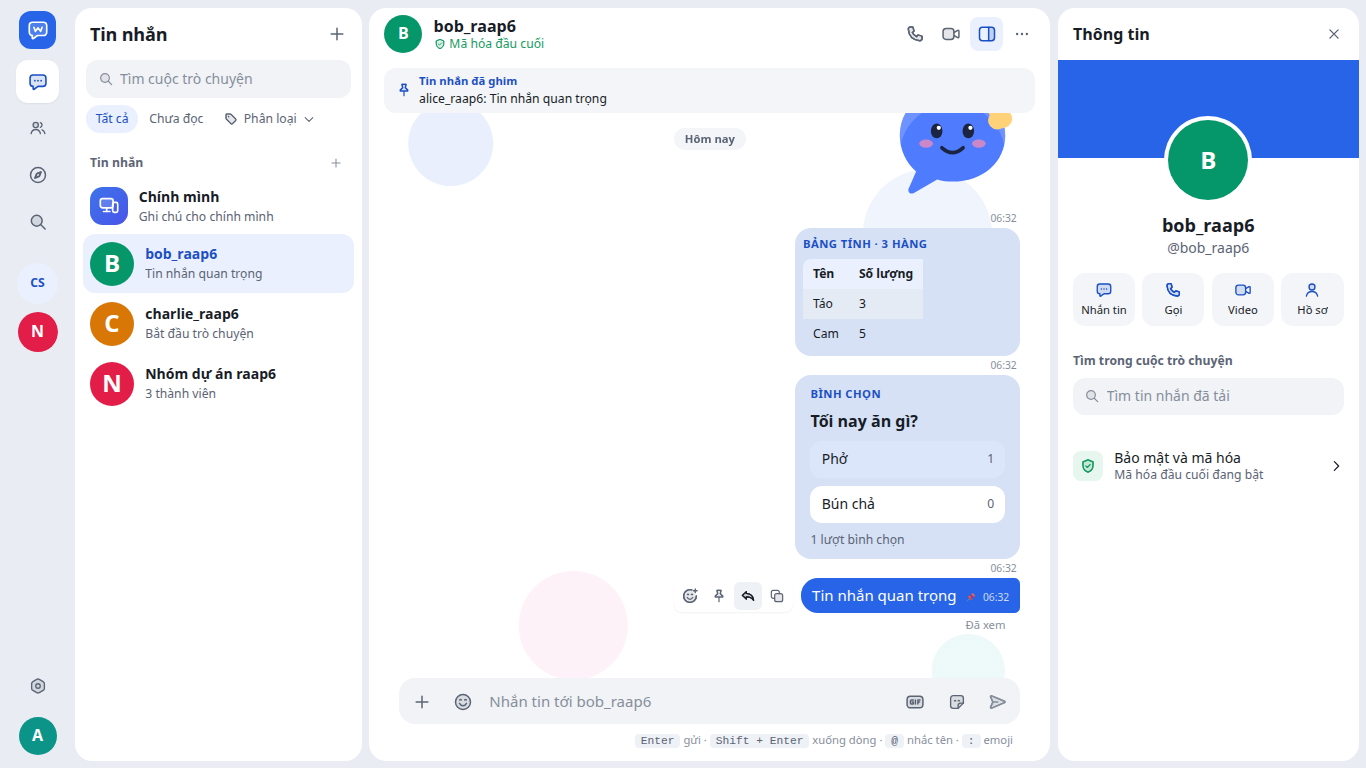 CS
N
A
Tin nhắn
Tìm cuộc trò chuyện
Tất cả
Chưa đọc
Phân loại
Tin nhắn
Chính mình
Ghi chú cho chính mình
B
bob_raap6
Tin nhắn quan trọng
C
charlie_raap6
Bắt đầu trò chuyện
N
Nhóm dự án raap6
3 thành viên
B
bob_raap6
Mã hóa đầu cuối
Tin nhắn đã ghim
alice_raap6: Tin nhắn quan trọng
Hôm nay
06:32
BẢNG TÍNH · 3 HÀNG
Tên Số lượng
Táo 3
Cam 5
06:32
BÌNH CHỌN
Tối nay ăn gì?
Phở 1
Bún chả 0
1 lượt bình chọn
06:32
Tin nhắn quan trọng 06:32
Đã xem
Nhắn tin tới bob_raap6
GIF
Enter gửi · Shift + Enter xuống dòng · @ nhắc tên · : emoji
Thông tin
B
bob_raap6
@bob_raap6
Nhắn tin
Gọi
Video
Hồ sơ
Tìm trong cuộc trò chuyện
Tìm tin nhắn đã tải
Bảo mật và mã hóa
Mã hóa đầu cuối đang bật